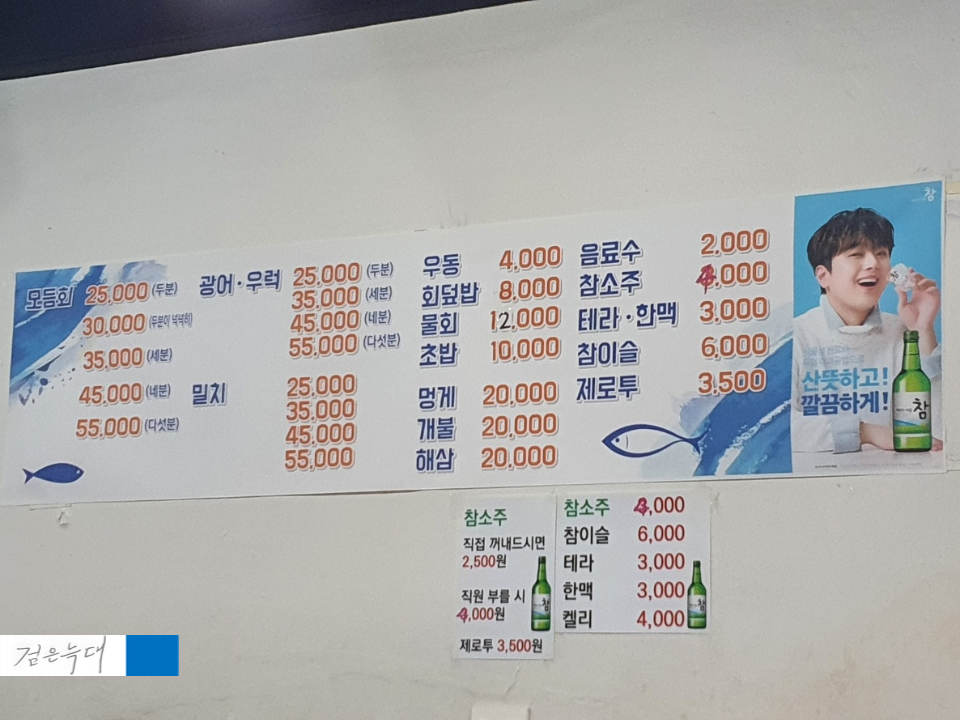 모듬회 25,000 (두분)
30,000 (두분이 넉넉히)
35,000 (세분)
45,000 (네분)
55,000 (다섯분)
광어·우럭 25,000 (두분)
35,000 (세분)
45,000 (네분)
55,000 (다섯분)
밀치 25,000
35,000
45,000
55,000
우동 4,000
회덮밥 8,000
물회 12,000
초밥 10,000
멍게 20,000
개불 20,000
해삼 20,000
음료수 2,000
참소주 4,000
테라·한맥 3,000
참이슬 6,000
제로투 3,500
참
산뜻하고!
깔끔하게!
참
참소주
직접 꺼내드시면
2,500원
직원 부를 시
4,000원
제로투 3,500원
참
참소주 4,000
참이슬 6,000
테라 3,000
한맥 3,000
켈리 4,000
참
검은늑대